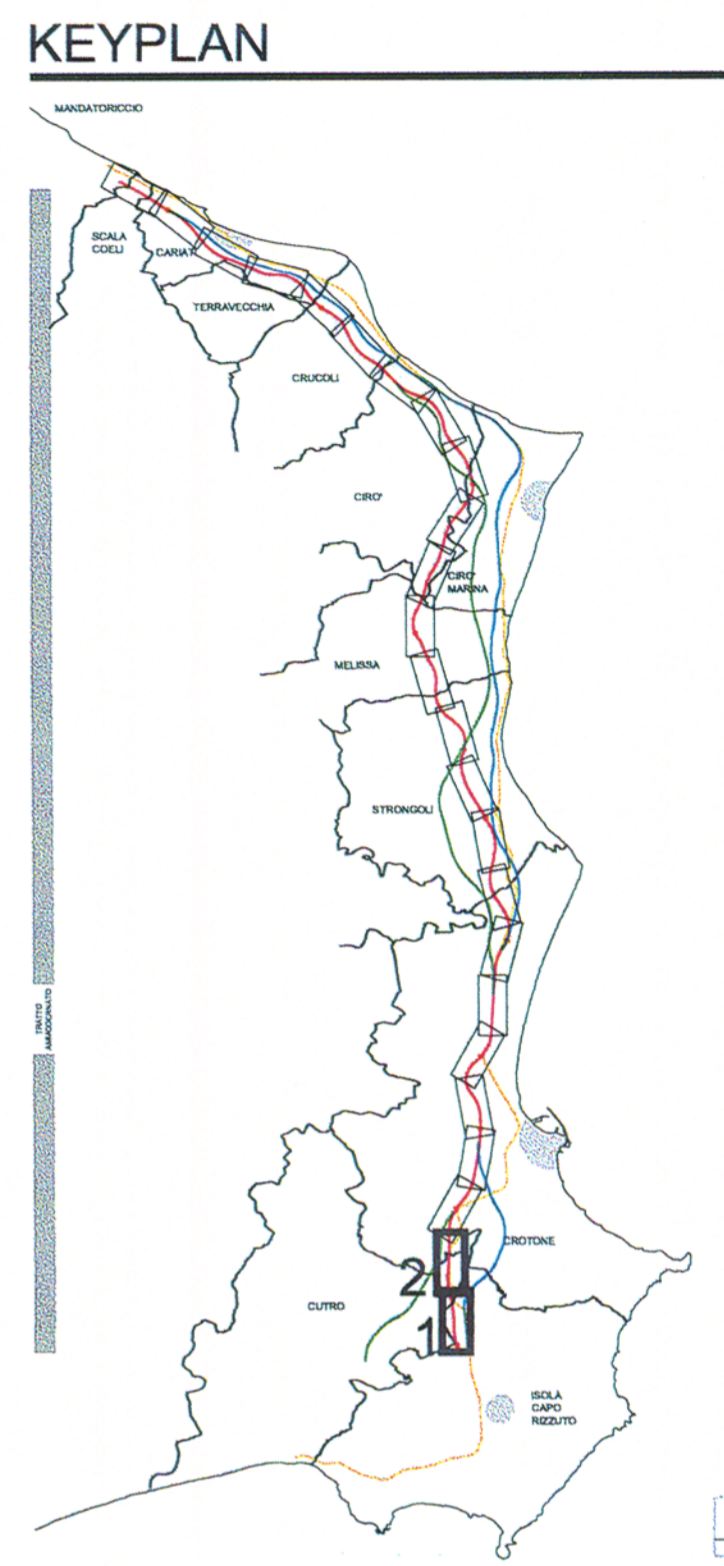 KEYPLAN
MANDATORICCIO
SCALA
COELI
CARIATI
TERRAVECCHIA
CRUCOLI
CIRO'
CIRO'
MARINA
MELISSA
STRONGOLI
TRATTO
CROTONE
2
CUTRO
1
ISOLA
CAPO
RIZZUTO